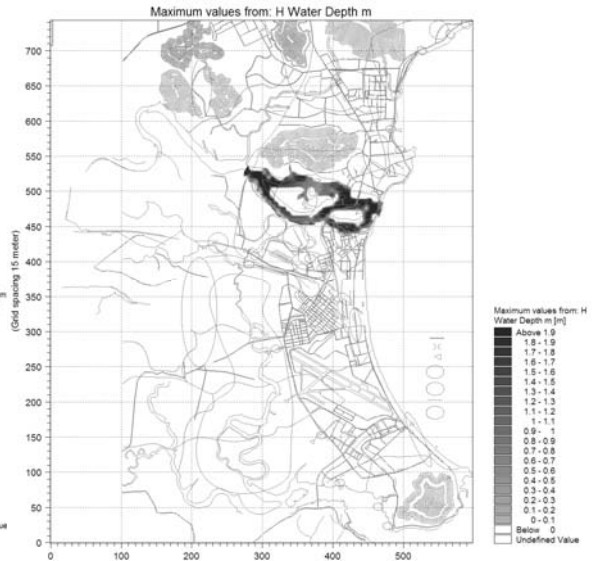 Maximum values from: H Water Depth m
700
650
600
550
500
450
400
350
300
250
200
150
100
50
0
(Grid spacing 15 meter)
0 100 200 300 400 500
Maximum values from: H
Water Depth m [m]
Above 1.9
1.8 - 1.9
1.7 - 1.8
1.6 - 1.7
1.5 - 1.6
1.4 - 1.5
1.3 - 1.4
1.2 - 1.3
1.1 - 1.2
1 - 1.1
0.9 - 1
0.8 - 0.9
0.7 - 0.8
0.6 - 0.7
0.5 - 0.6
0.4 - 0.5
0.3 - 0.4
0.2 - 0.3
0.1 - 0.2
0 - 0.1
Below 0
Undefined Value